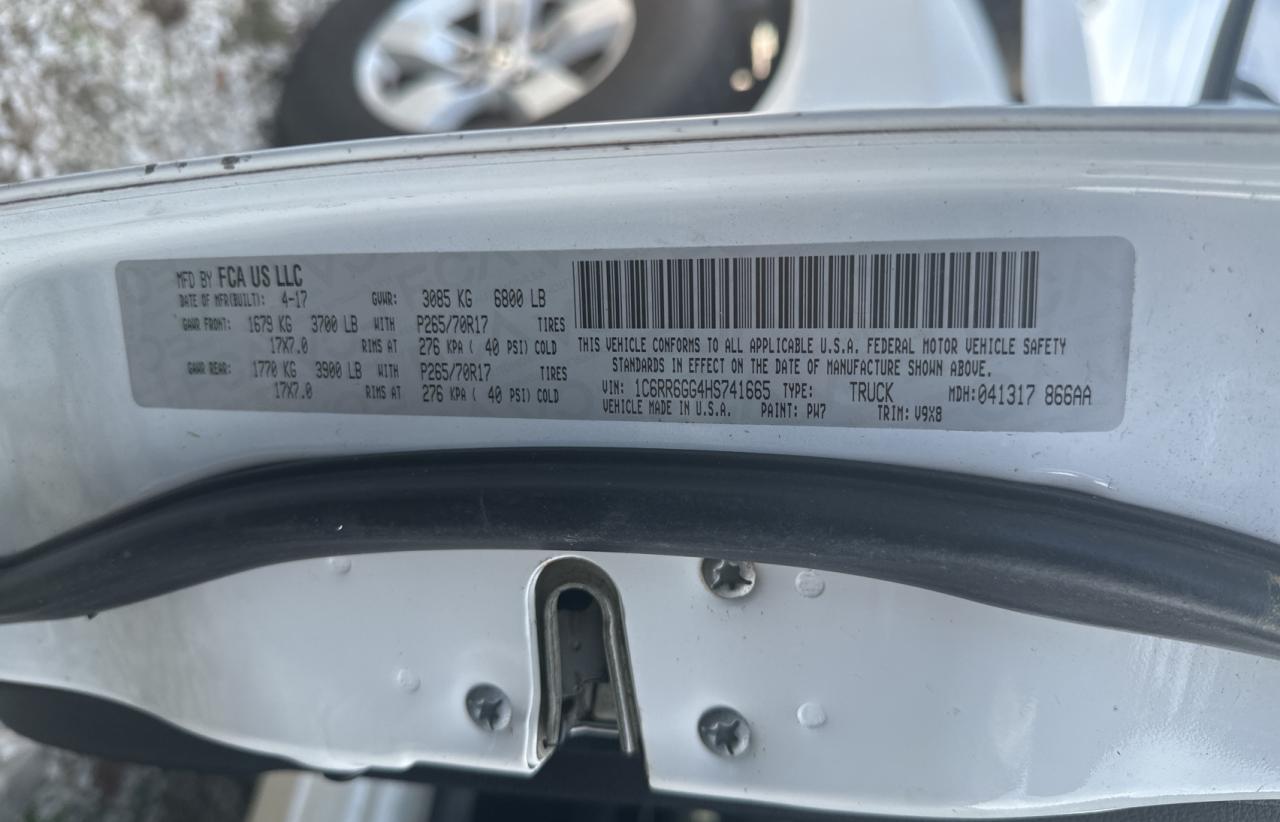 MFD BY FCA US LLC
DATE OF MFR(BUILT): 4-17 GVWR: 3085 KG 6800 LB
GAWR FRONT: 1679 KG 3700 LB WITH P265/70R17 TIRES
17X7.0 RIMS AT 276 KPA ( 40 PSI) COLD
GAWR REAR: 1770 KG 3900 LB WITH P265/70R17 TIRES
17X7.0 RIMS AT 276 KPA ( 40 PSI) COLD
THIS VEHICLE CONFORMS TO ALL APPLICABLE U.S.A. FEDERAL MOTOR VEHICLE SAFETY
STANDARDS IN EFFECT ON THE DATE OF MANUFACTURE SHOWN ABOVE.
VIN: 1C6RR6GG4HS741665 TYPE: TRUCK MDH:041317 866AA
VEHICLE MADE IN U.S.A. PAINT: PW7 TRIM: V9X8